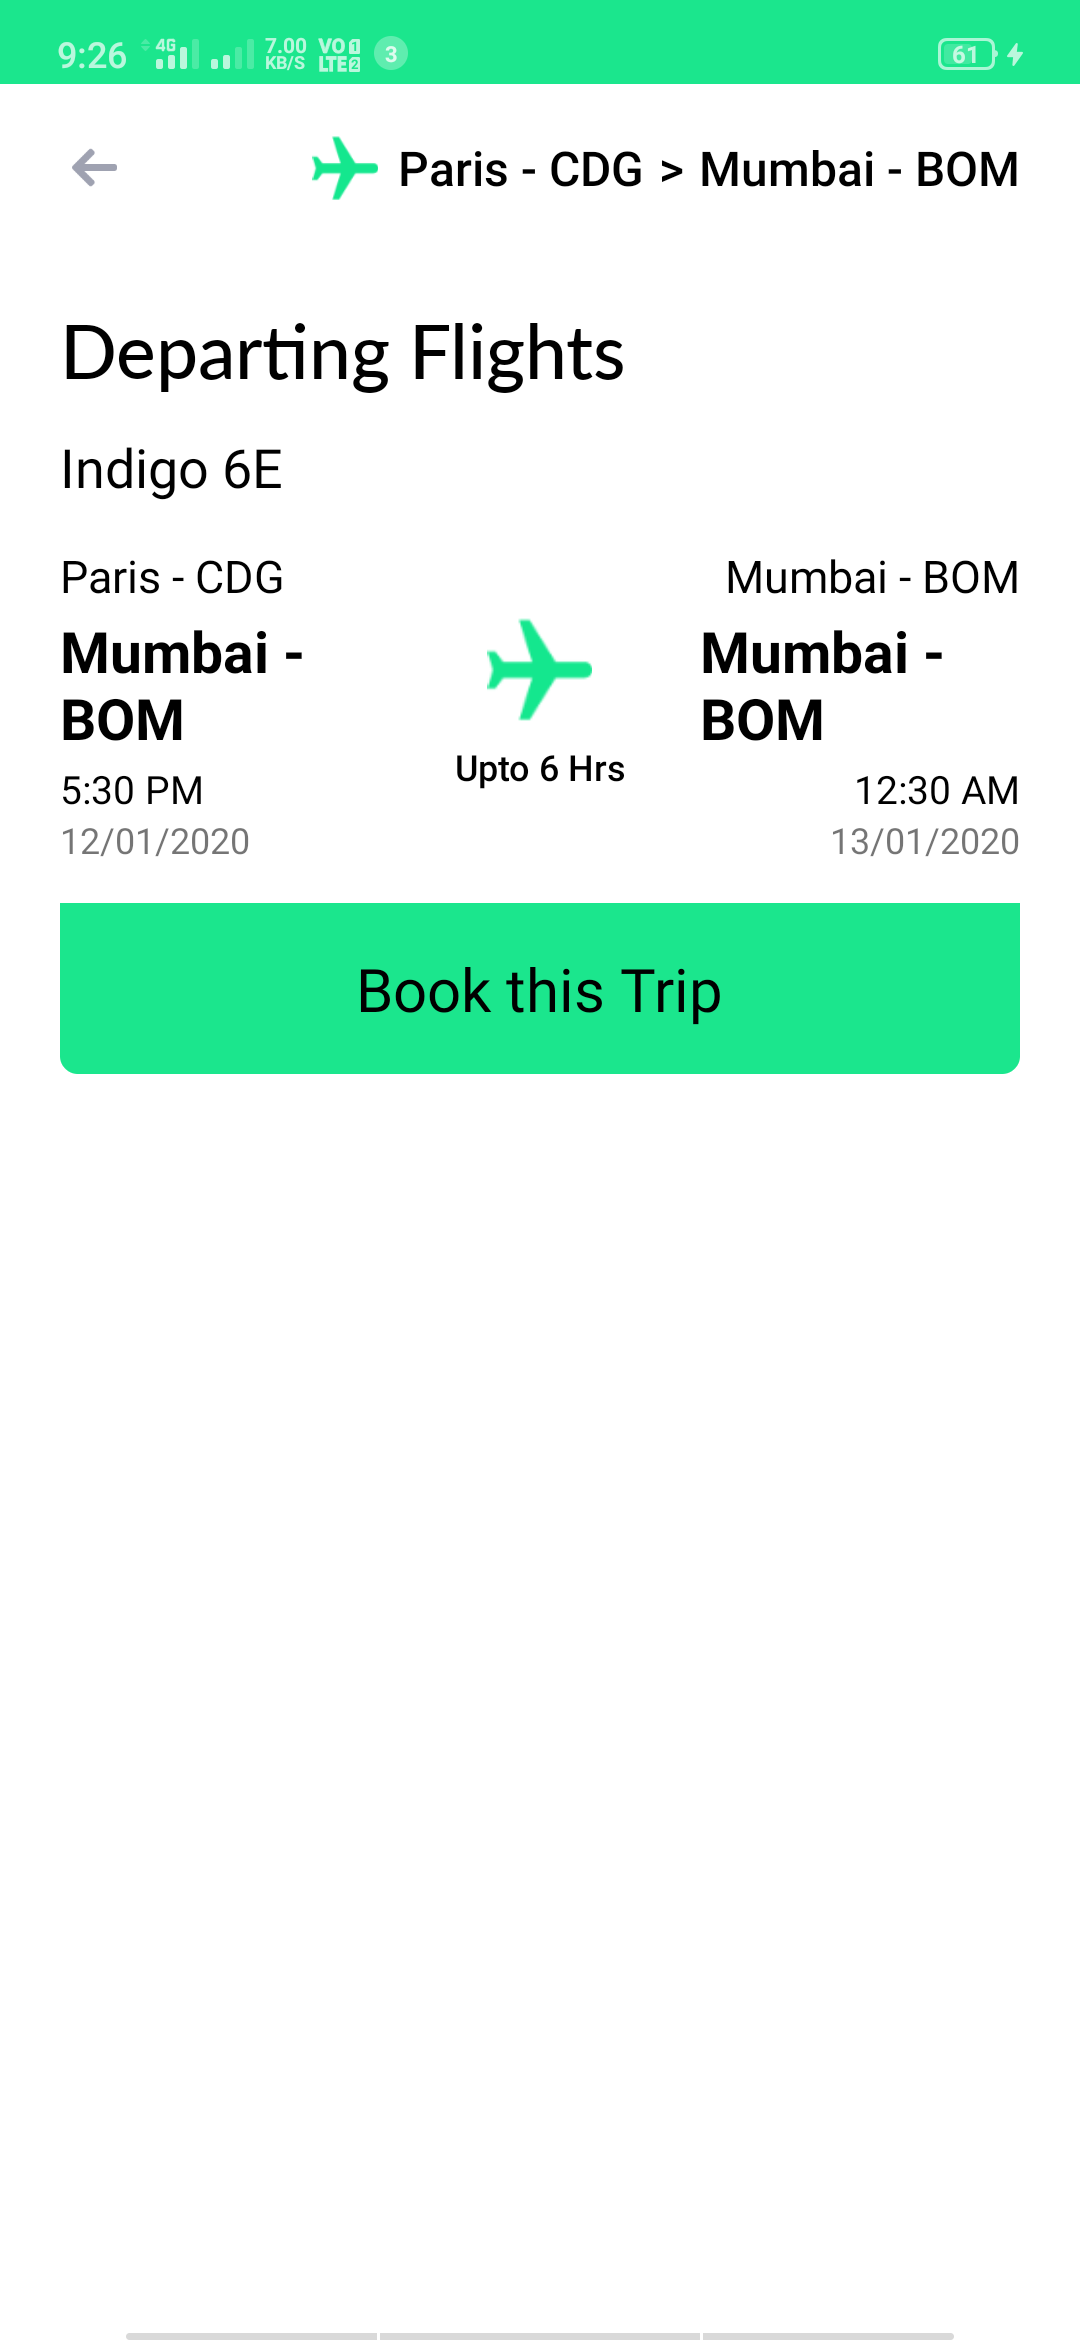 9:26 4G 7.00 KB/S VO LTE 1 2 3 61
Paris - CDG > Mumbai - BOM
Departing Flights
Indigo 6E
Paris - CDG
Mumbai -
BOM
5:30 PM
12/01/2020
Upto 6 Hrs
Mumbai - BOM
Mumbai -
BOM
12:30 AM
13/01/2020
Book this Trip